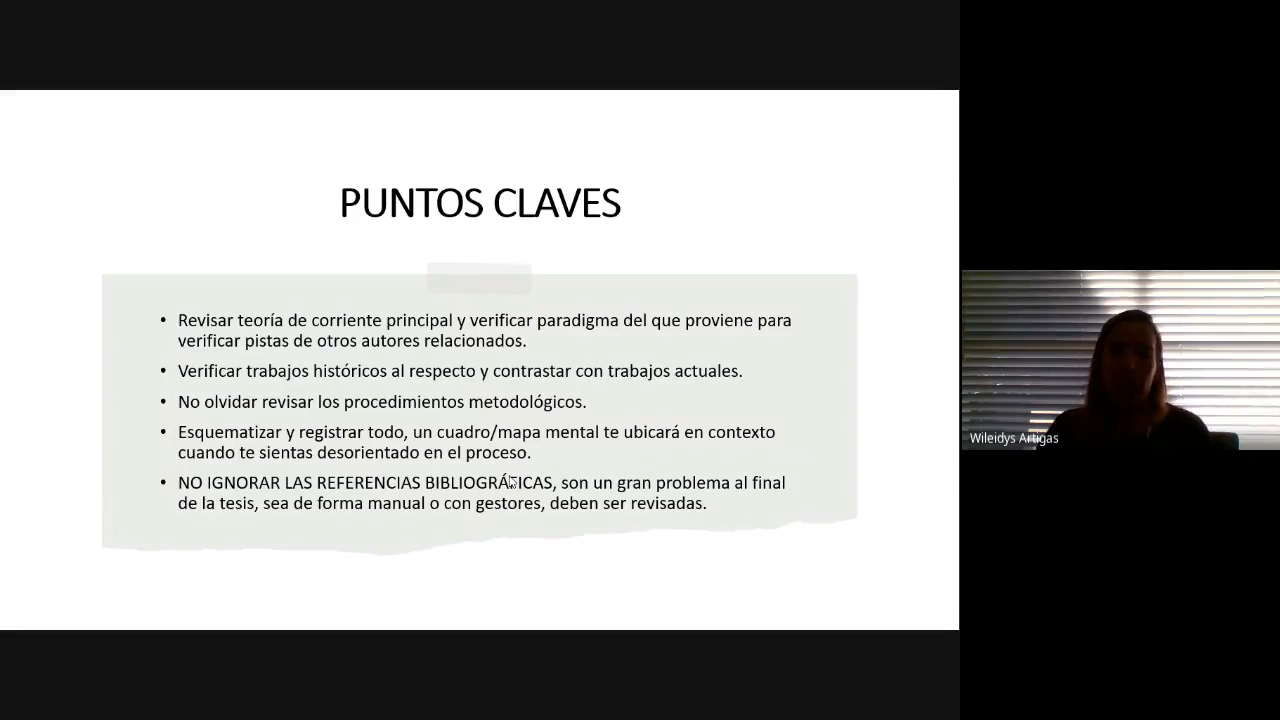 PUNTOS CLAVES
• Revisar teoría de corriente principal y verificar paradigma del que proviene para
verificar pistas de otros autores relacionados.
• Verificar trabajos históricos al respecto y contrastar con trabajos actuales.
• No olvidar revisar los procedimientos metodológicos.
• Esquematizar y registrar todo, un cuadro/mapa mental te ubicará en contexto
cuando te sientas desorientado en el proceso.
• NO IGNORAR LAS REFERENCIAS BIBLIOGRÁFICAS, son un gran problema al final
de la tesis, sea de forma manual o con gestores, deben ser revisadas.
Wileidys Artigas